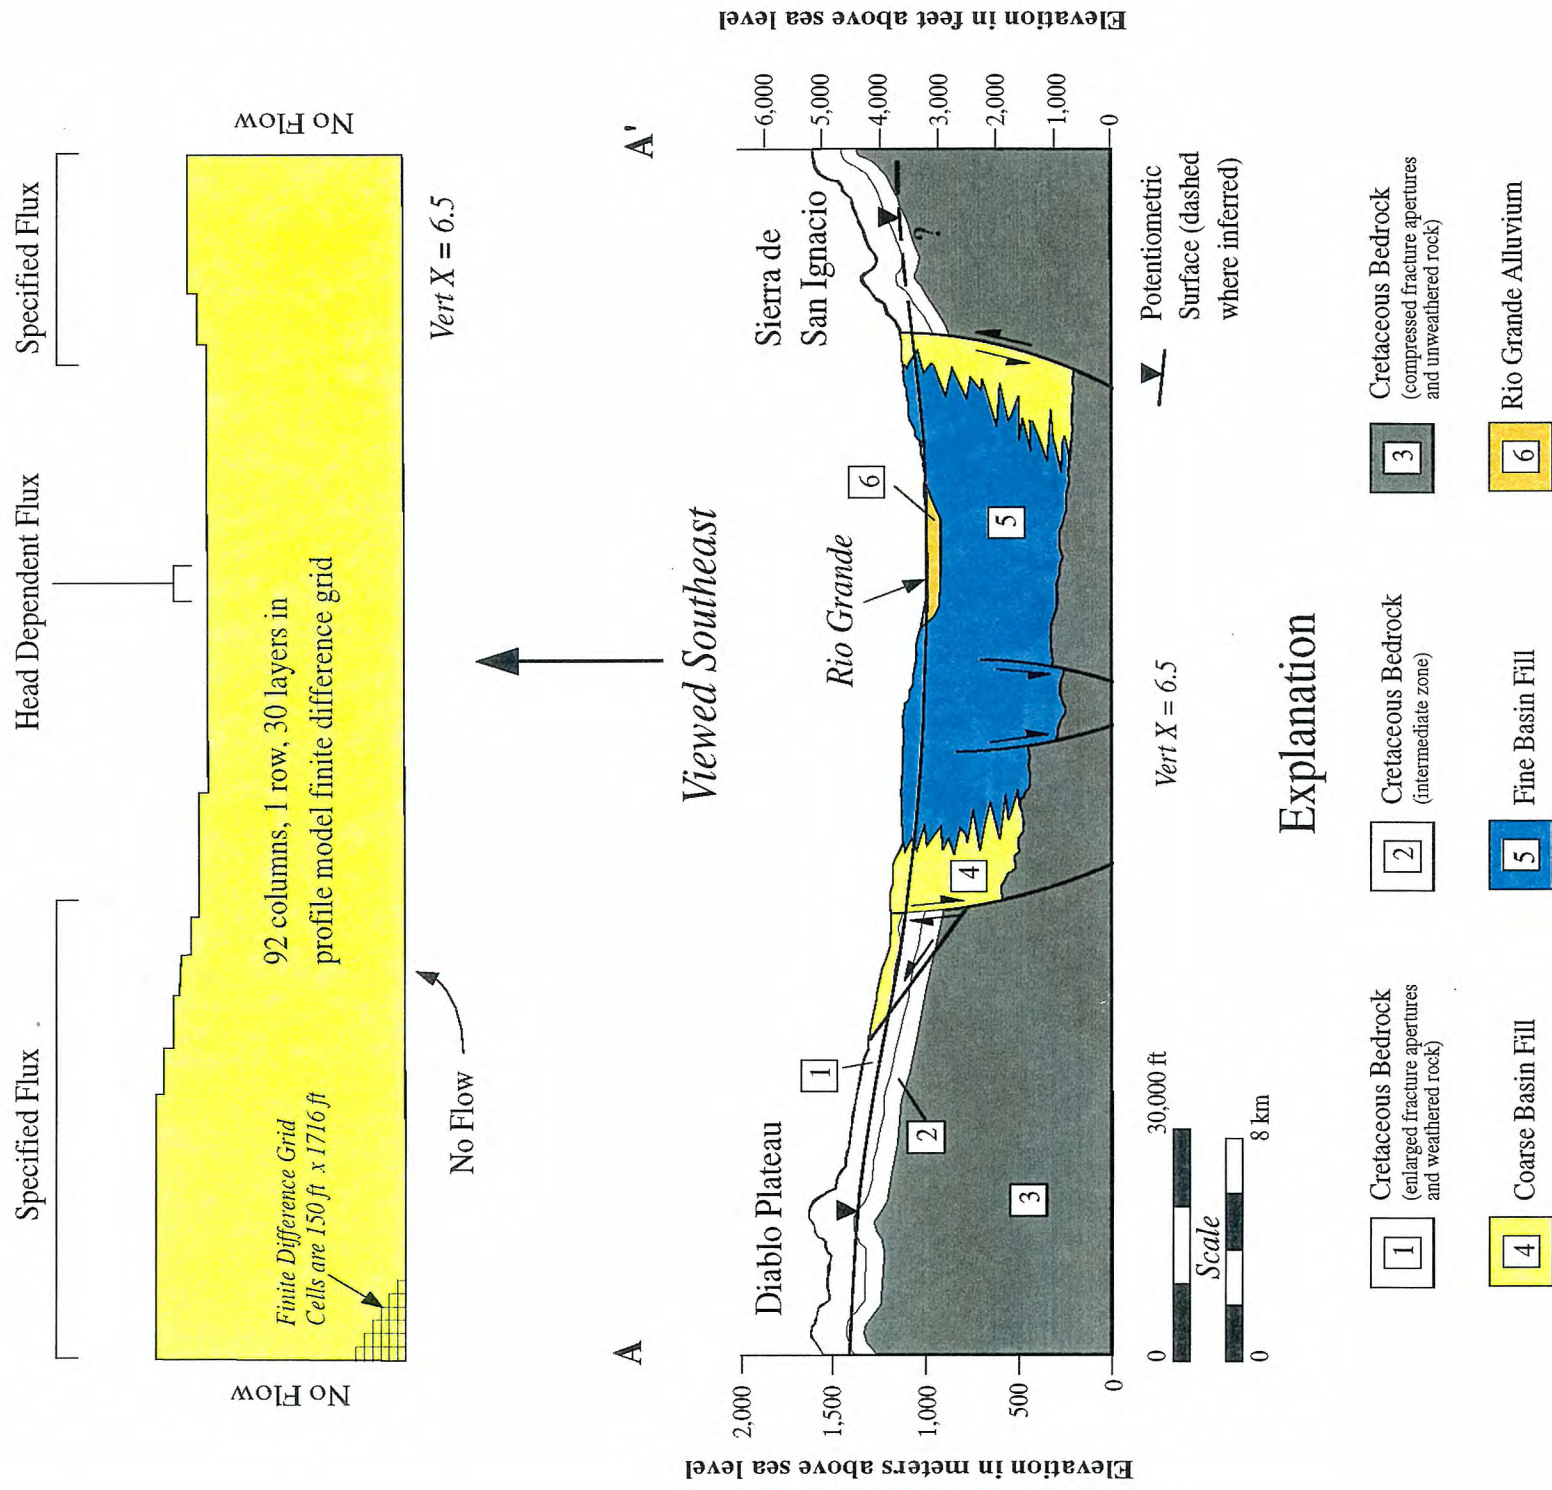 Specified Flux
Head Dependent Flux
Specified Flux
No Flow
No Flow
92 columns, 1 row, 30 layers in
profile model finite difference grid
Finite Difference Grid
Cells are 150 ft x 1716 ft
No Flow
Vert X = 6.5
Viewed Southeast
A
A'
Elevation in meters above sea level
2,000
1,500
1,000
500
0
Elevation in feet above sea level
6,000
5,000
4,000
3,000
2,000
1,000
0
Diablo Plateau
Rio Grande
Sierra de
San Ignacio
1
2
3
4
5
6
?
0
30,000 ft
Scale
0
8 km
Vert X = 6.5
Potentiometric
Surface (dashed
where inferred)
Explanation
1
Cretaceous Bedrock
(enlarged fracture apertures
and weathered rock)
2
Cretaceous Bedrock
(intermediate zone)
3
Cretaceous Bedrock
(compressed fracture apertures
and unweathered rock)
4
Coarse Basin Fill
5
Fine Basin Fill
6
Rio Grande Alluvium